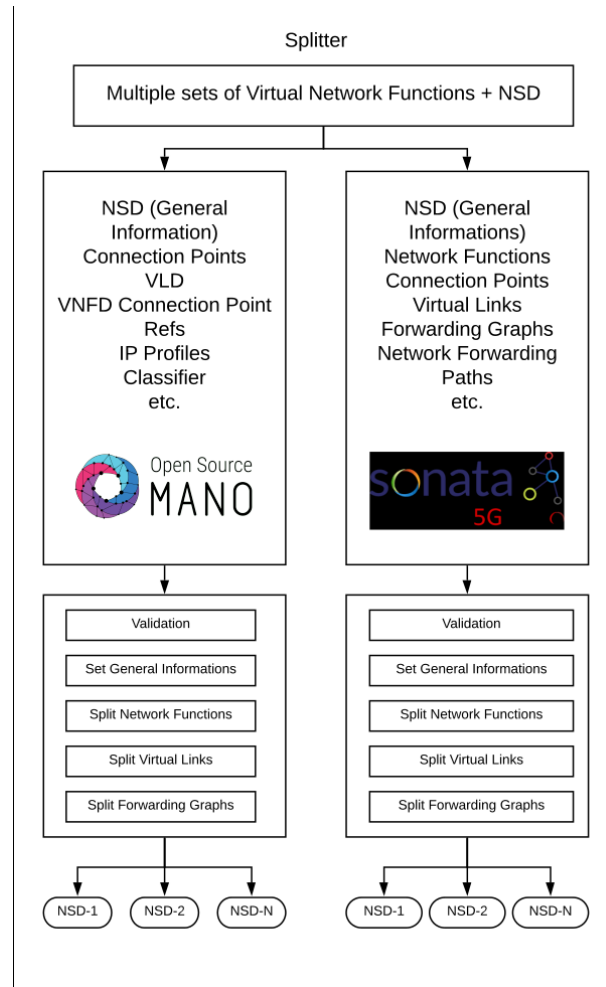 Splitter
Multiple sets of Virtual Network Functions + NSD
NSD (General
Information)
Connection Points
VLD
VNFD Connection Point
Refs
IP Profiles
Classifier
etc.
Open Source
MANO
NSD (General
Informations)
Network Functions
Connection Points
Virtual Links
Forwarding Graphs
Network Forwarding
Paths
etc.
sonata
5G
Validation
Set General Informations
Split Network Functions
Split Virtual Links
Split Forwarding Graphs
Validation
Set General Informations
Split Network Functions
Split Virtual Links
Split Forwarding Graphs
NSD-1
NSD-2
NSD-N
NSD-1
NSD-2
NSD-N